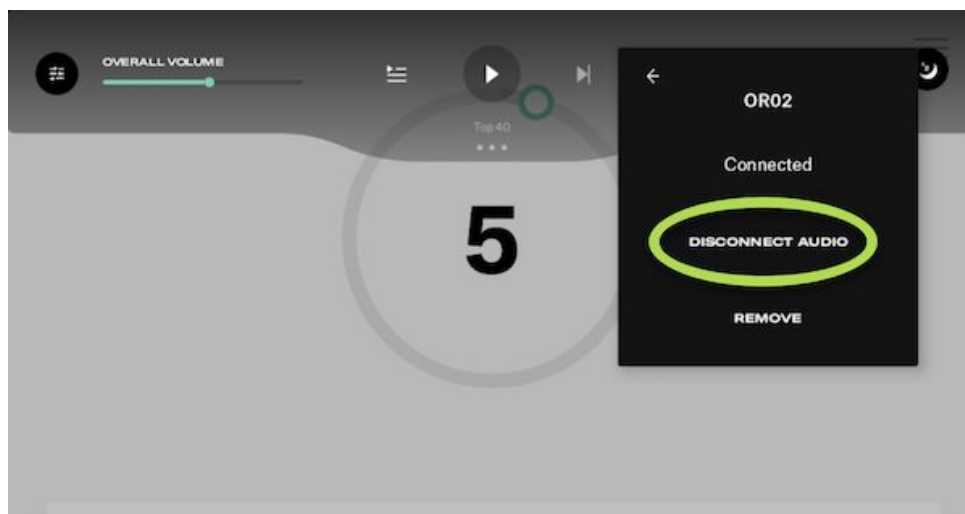 OVERALL VOLUME
Top 40
5
OR02
Connected
DISCONNECT AUDIO
REMOVE